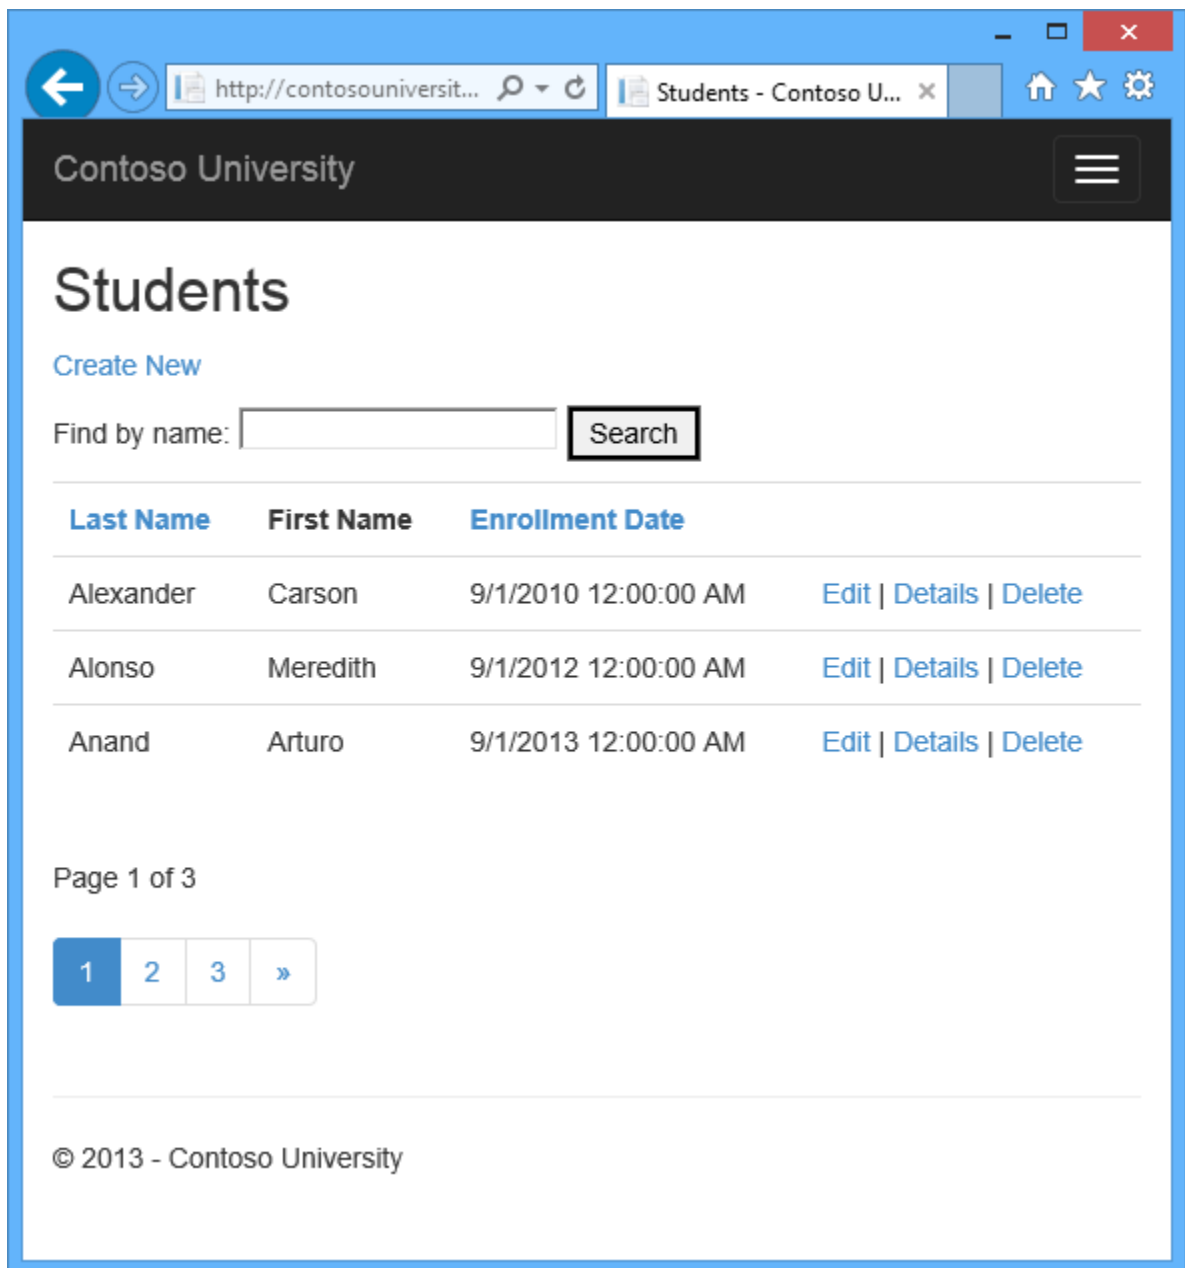 http://contosouniversit...
Students - Contoso U...
Contoso University
Students
Create New
Find by name: Search
Last Name First Name Enrollment Date
Alexander Carson 9/1/2010 12:00:00 AM Edit | Details | Delete
Alonso Meredith 9/1/2012 12:00:00 AM Edit | Details | Delete
Anand Arturo 9/1/2013 12:00:00 AM Edit | Details | Delete
Page 1 of 3
1 2 3 »
© 2013 - Contoso University